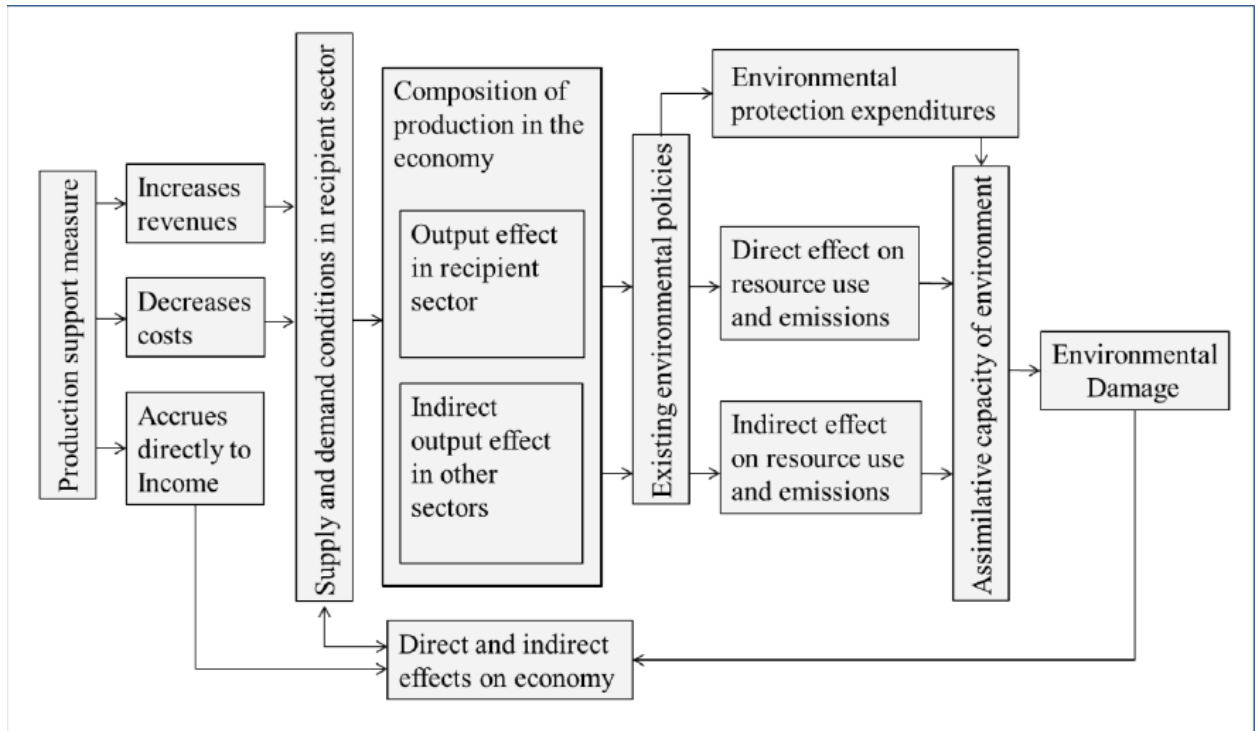 Production support measure
Increases
revenues
Decreases
costs
Accrues
directly to
Income
Supply and demand conditions in recipient sector
Composition of
production in the
economy
Output effect
in recipient
sector
Indirect
output effect
in other
sectors
Existing environmental policies
Environmental
protection expenditures
Direct effect on
resource use
and emissions
Indirect effect
on resource use
and emissions
Assimilative capacity of environment
Environmental
Damage
Direct and indirect
effects on economy